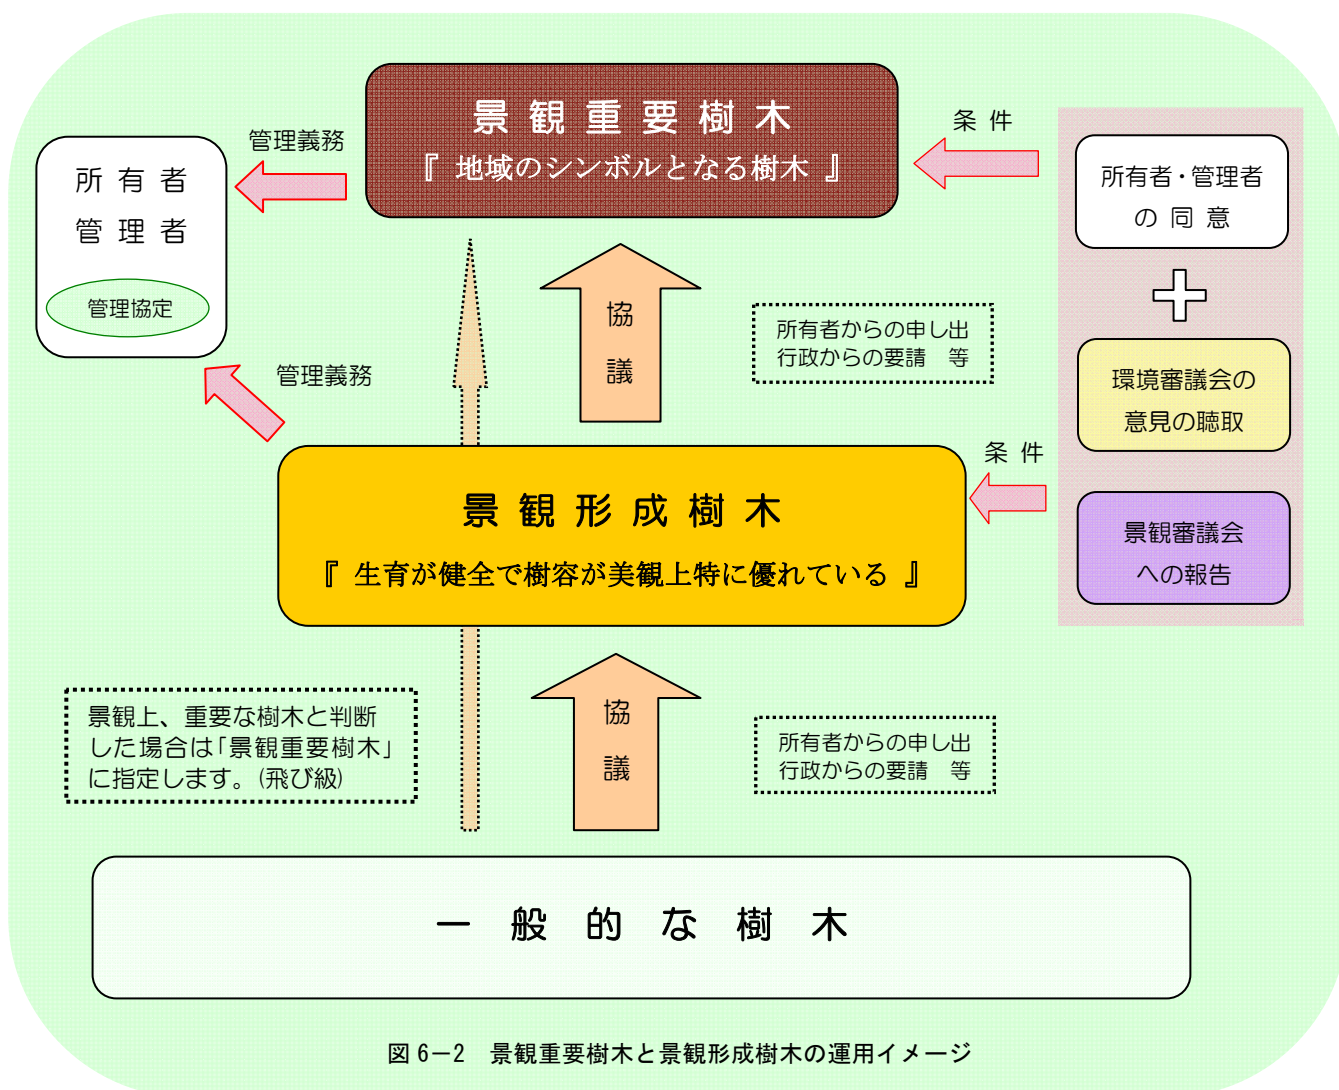 景観重要樹木
『 地域のシンボルとなる樹木 』
条 件
管理義務
所 有 者
管 理 者
管理協定
所有者・管理者
の 同 意
協
議
所有者からの申し出
行政からの要請　等
環境審議会の
意見の聴取
管理義務
条 件
景観形成樹木
『 生育が健全で樹容が美観上特に優れている 』
景観審議会
への報告
景観上、重要な樹木と判断
した場合は「景観重要樹木」
に指定します。(飛び級)
協
議
所有者からの申し出
行政からの要請　等
一 般 的 な 樹 木
図 6－2　景観重要樹木と景観形成樹木の運用イメージ